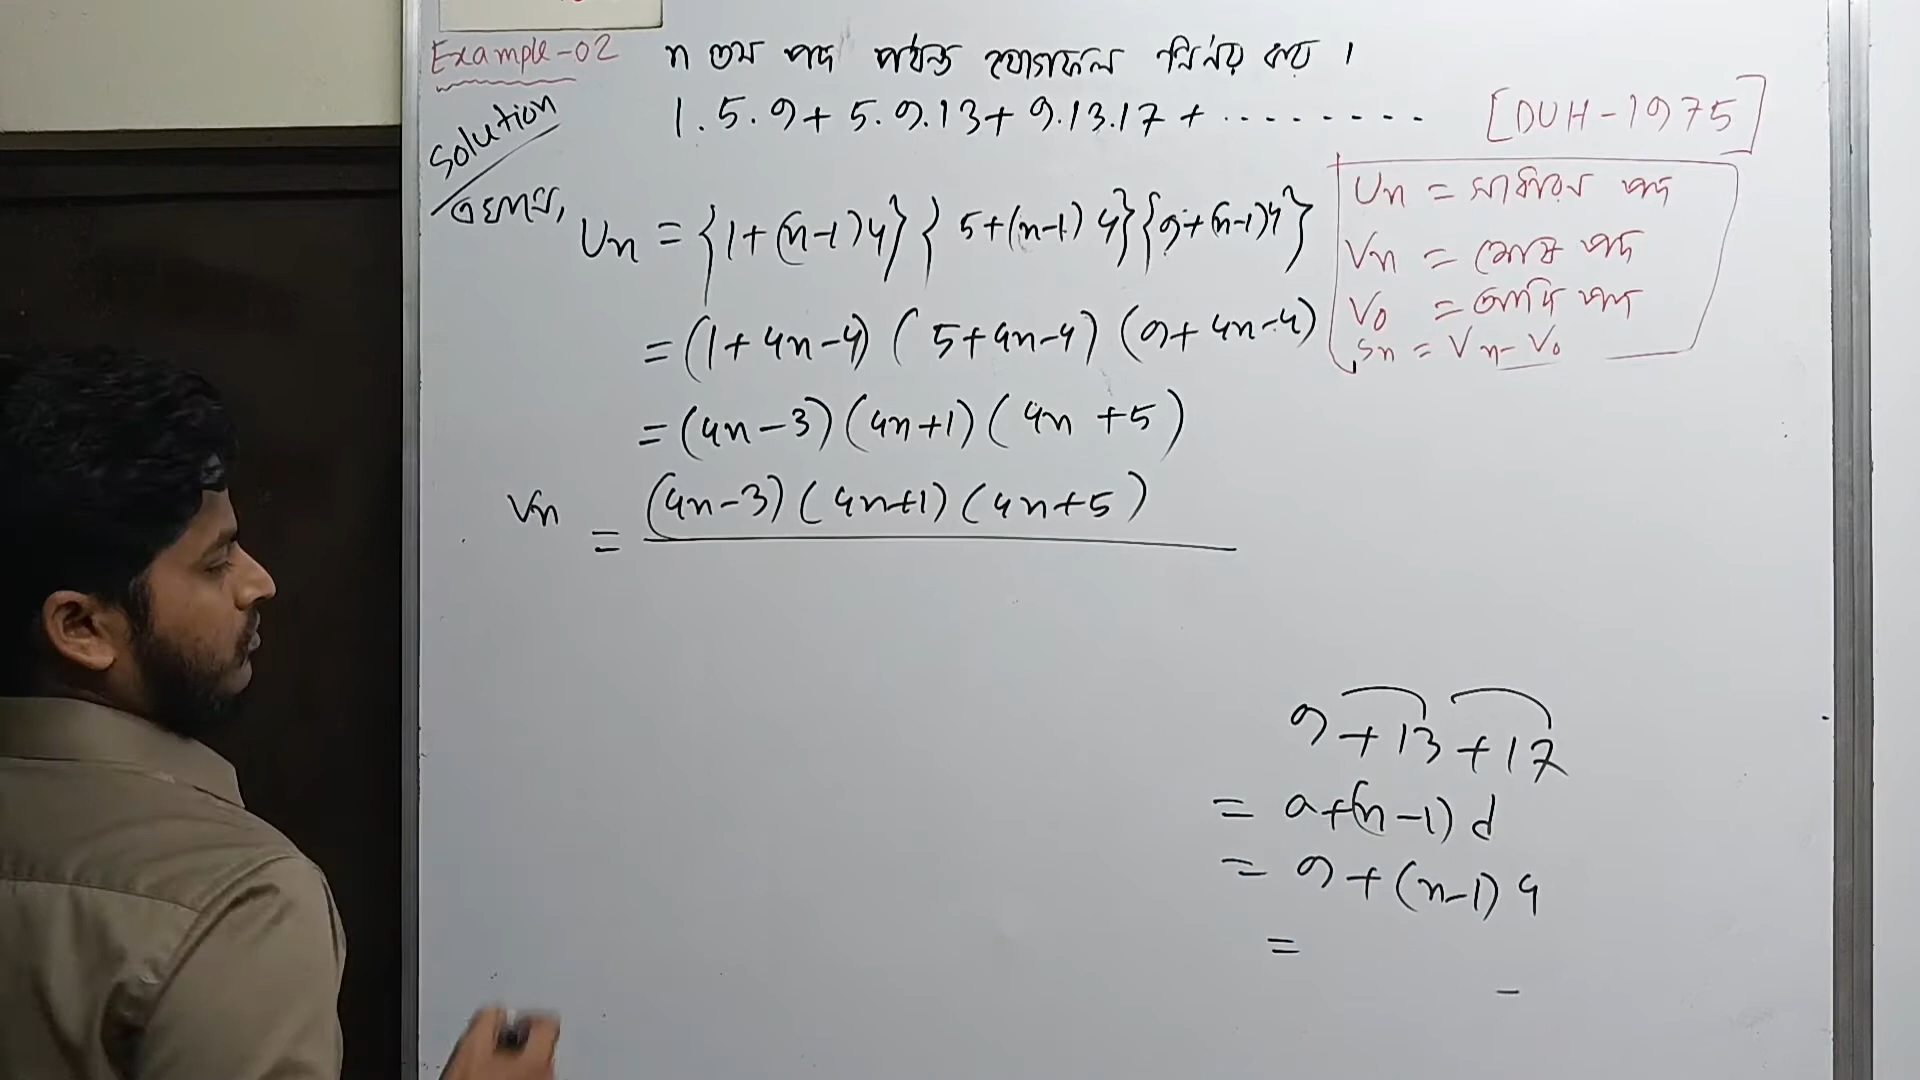 Example-02 n তম পদ পর্যন্ত যোগফল নির্ণয় কর।
1.5.9 + 5.9.13 + 9.13.17 + ........ [DUH-1975]
Solution
এখানে, Un = {1+(n-1)4}{5+(n-1)4}{9+(n-1)4}
= (1+4n-4) (5+4n-4) (9+4n-4)
= (4n-3)(4n+1)(4n+5)
Vn = (4n-3)(4n+1)(4n+5)
Un = সাধারন পদ
Vn = শেষ পদ
V0 = আদি পদ
Sn = Vn-V0
9+13+17
= a+(n-1)d
= 9+(n-1)4
=